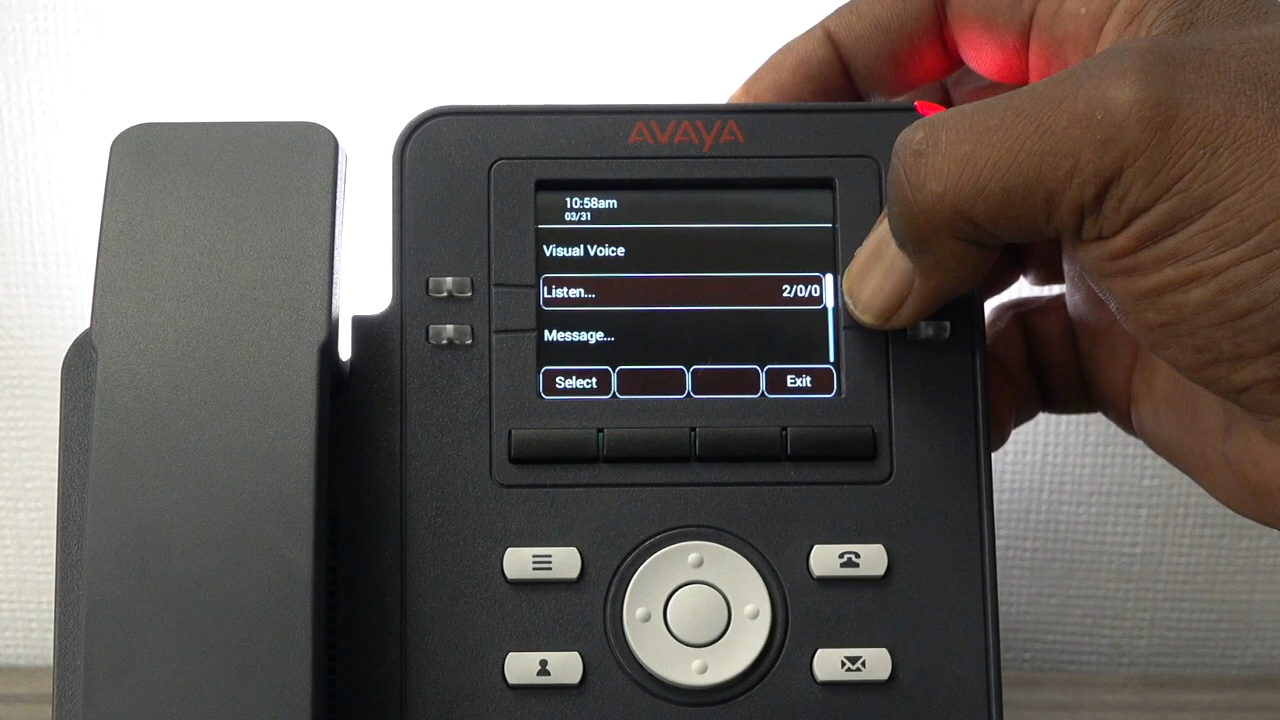 AVAYA
10:58am
03/31
Visual Voice
Listen... 2/0/0
Message...
Select Exit